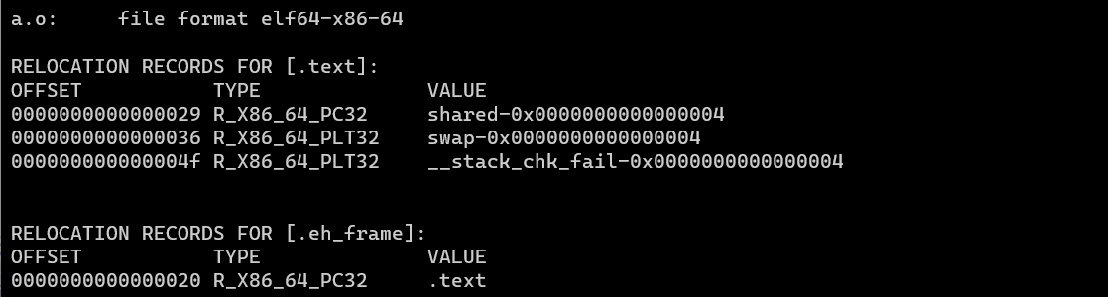 a.o:     file format elf64-x86-64
RELOCATION RECORDS FOR [.text]:
OFFSET           TYPE              VALUE
0000000000000029 R_X86_64_PC32     shared-0x0000000000000004
0000000000000036 R_X86_64_PLT32    swap-0x0000000000000004
000000000000004f R_X86_64_PLT32    __stack_chk_fail-0x0000000000000004
RELOCATION RECORDS FOR [.eh_frame]:
OFFSET           TYPE              VALUE
0000000000000020 R_X86_64_PC32     .text